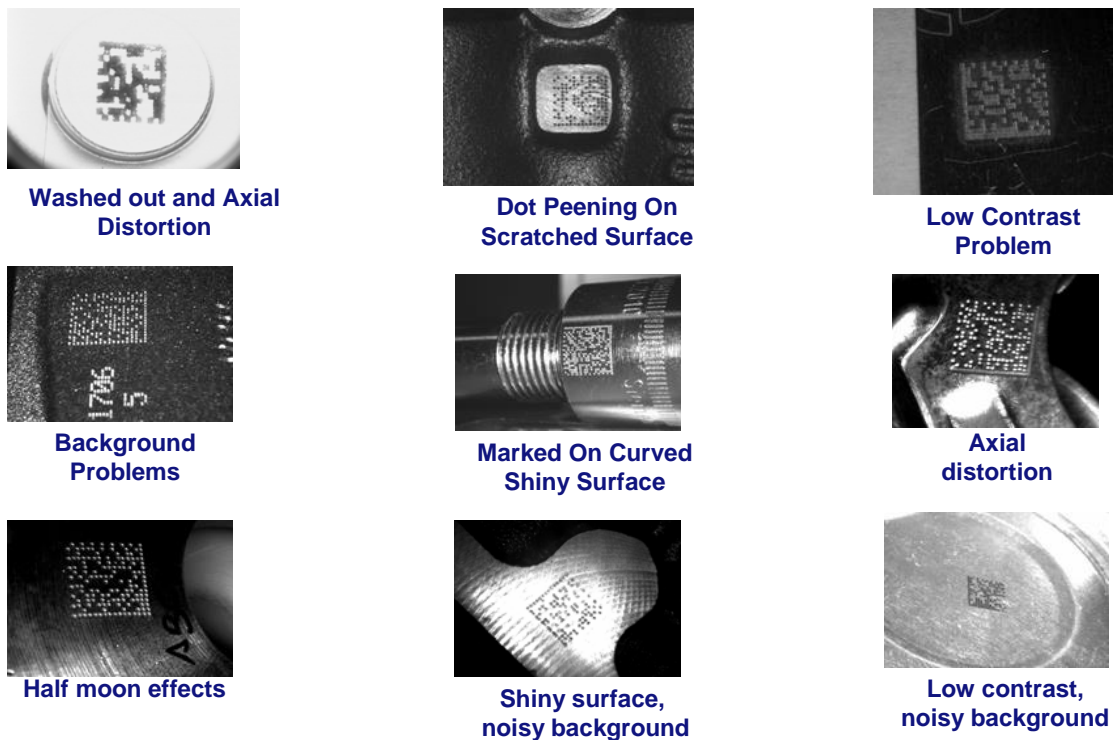 Washed out and Axial
Distortion
Dot Peening On
Scratched Surface
Low Contrast
Problem
1706
5
Background
Problems
Marked On Curved
Shiny Surface
Axial
distortion
Half moon effects
Shiny surface,
noisy background
Low contrast,
noisy background